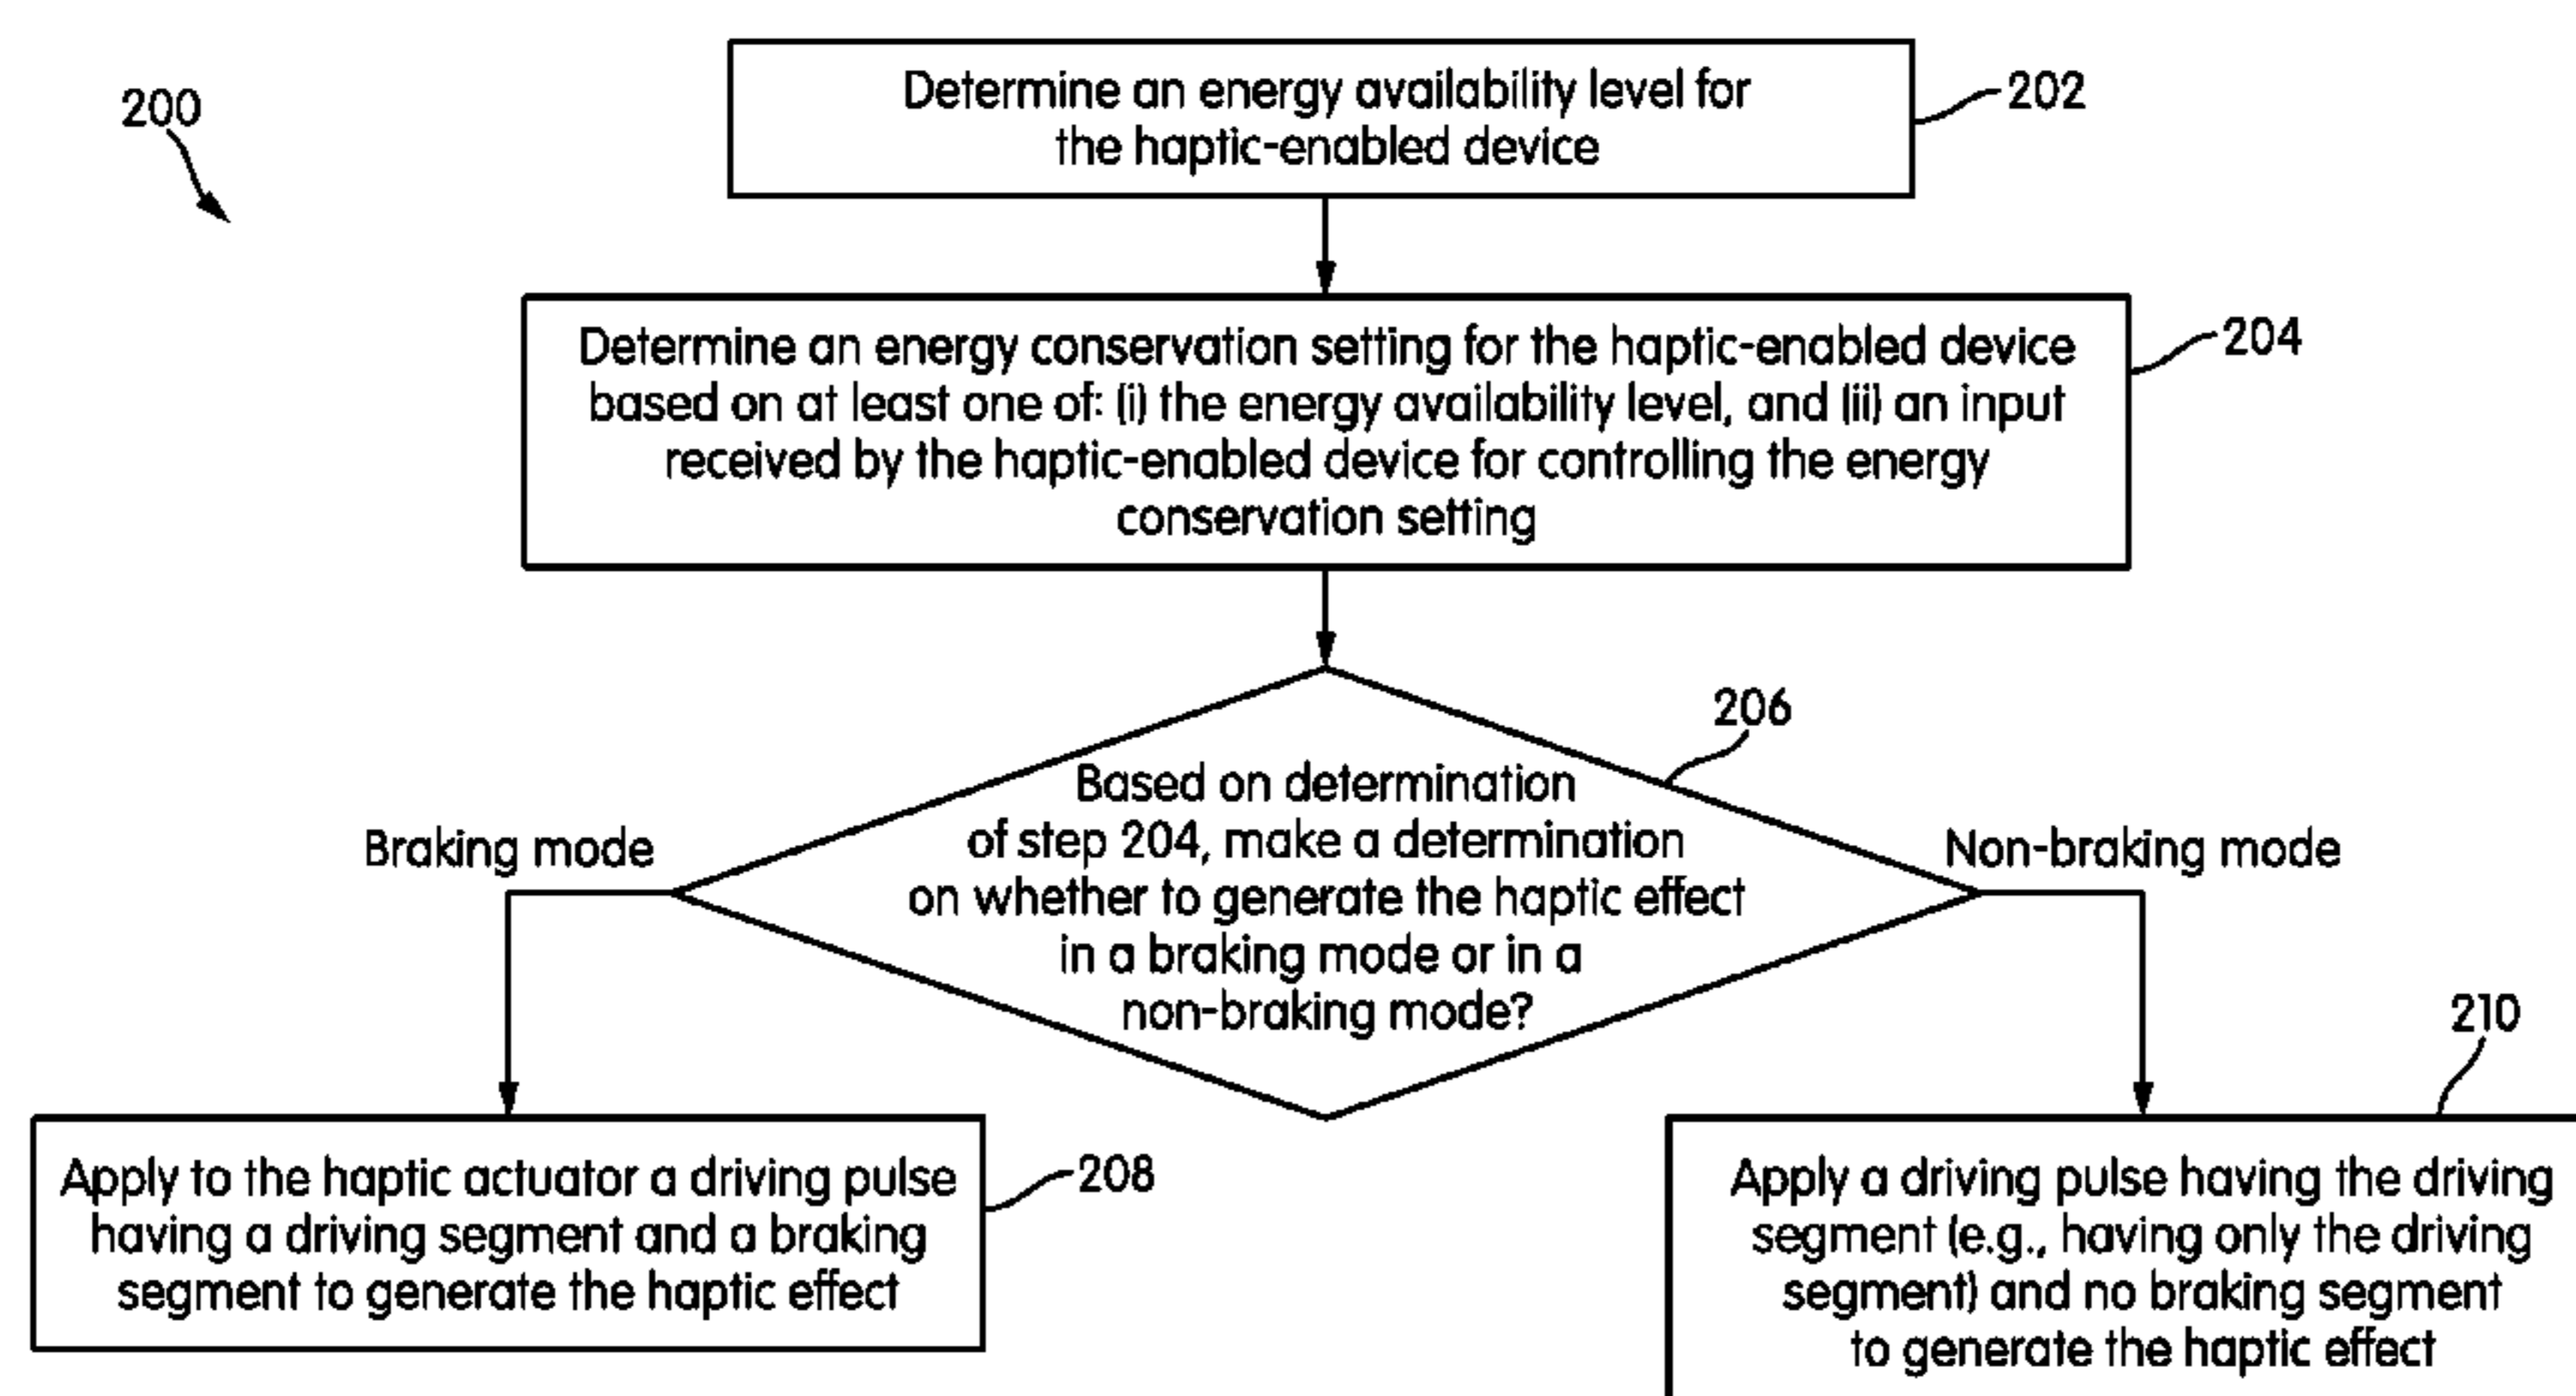 200
Determine an energy availability level for
the haptic-enabled device
202
Determine an energy conservation setting for the haptic-enabled device
based on at least one of: (i) the energy availability level, and (ii) an input
received by the haptic-enabled device for controlling the energy
conservation setting
204
206
Based on determination
of step 204, make a determination
on whether to generate the haptic effect
in a braking mode or in a
non-braking mode?
Braking mode
Non-braking mode
Apply to the haptic actuator a driving pulse
having a driving segment and a braking
segment to generate the haptic effect
208
210
Apply a driving pulse having the driving
segment (e.g., having only the driving
segment) and no braking segment
to generate the haptic effect